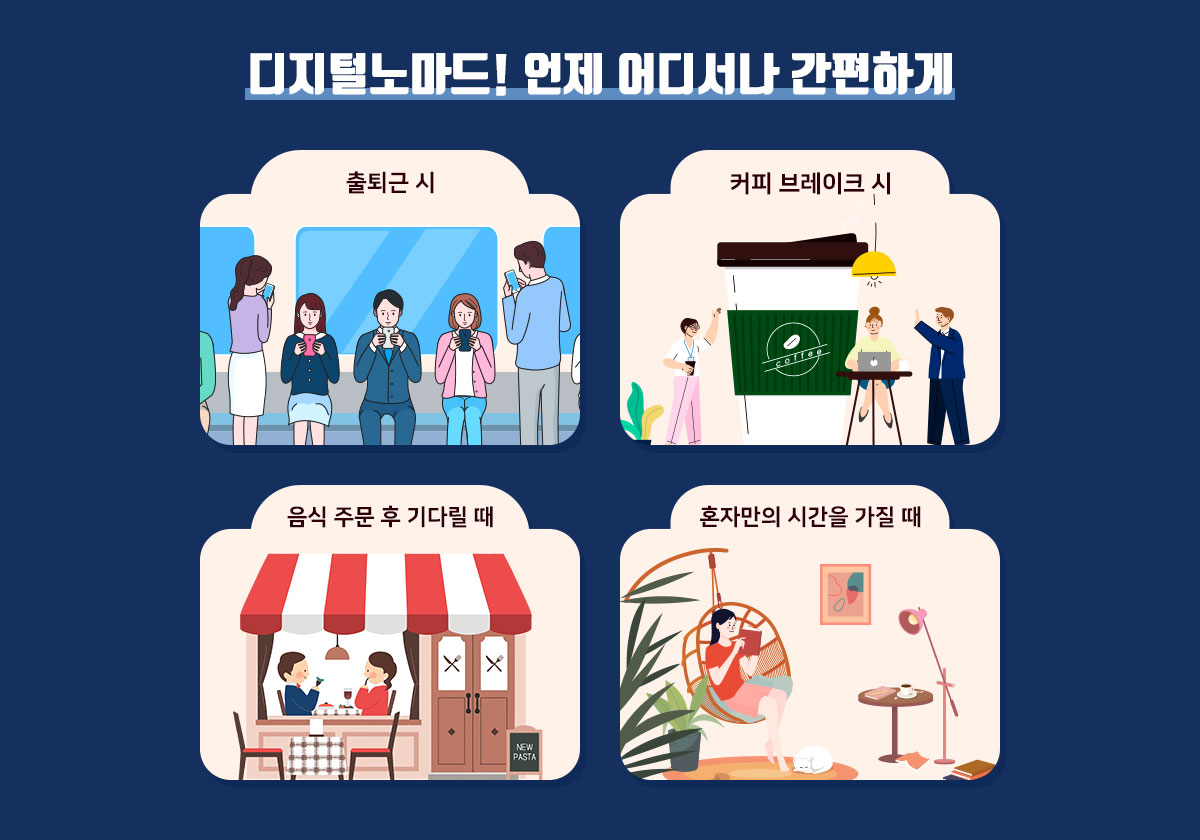 디지털노마드! 언제 어디서나 간편하게
출퇴근 시
커피 브레이크 시
coffee
음식 주문 후 기다릴 때
혼자만의 시간을 가질 때
NEW
PASTA